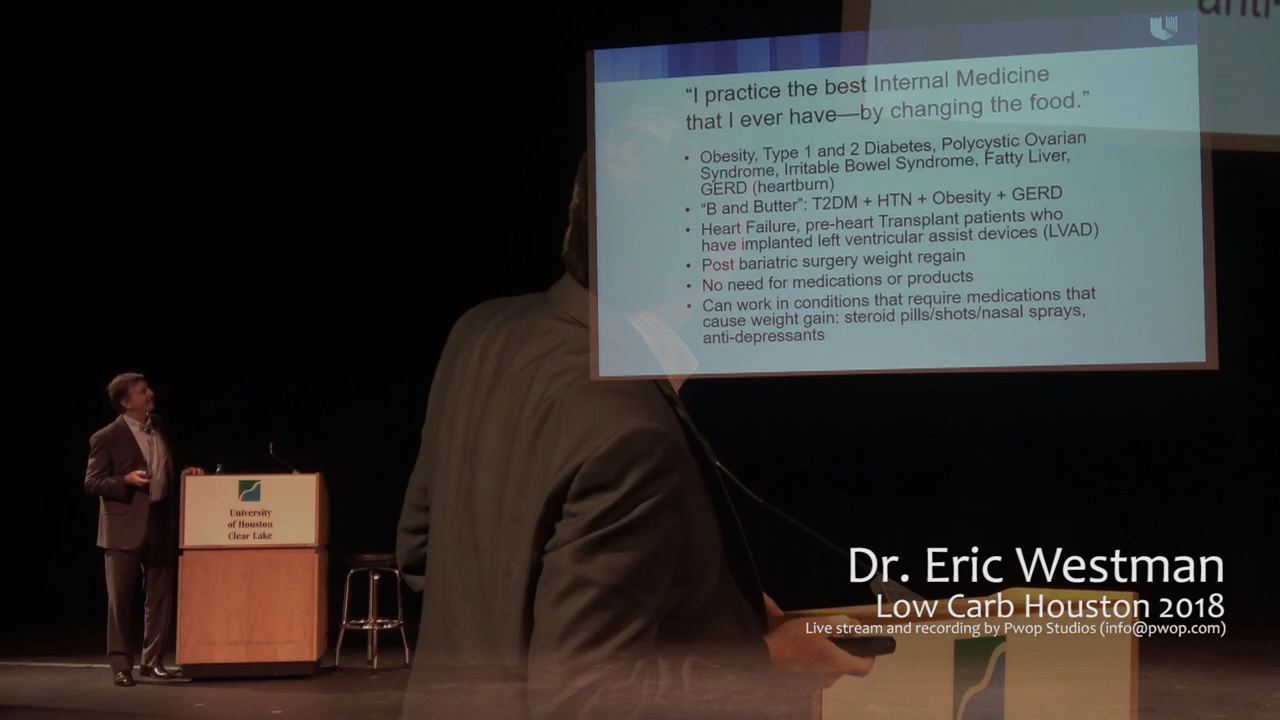 anti-
“I practice the best Internal Medicine
that I ever have—by changing the food.”
• Obesity, Type 1 and 2 Diabetes, Polycystic Ovarian
Syndrome, Irritable Bowel Syndrome, Fatty Liver,
GERD (heartburn)
• “B and Butter”: T2DM + HTN + Obesity + GERD
• Heart Failure, pre-heart Transplant patients who
have implanted left ventricular assist devices (LVAD)
• Post bariatric surgery weight regain
• No need for medications or products
• Can work in conditions that require medications that
cause weight gain: steroid pills/shots/nasal sprays,
anti-depressants
University
of Houston
Clear Lake
Dr. Eric Westman
Low Carb Houston 2018
Live stream and recording by Pwop Studios (info@pwop.com)